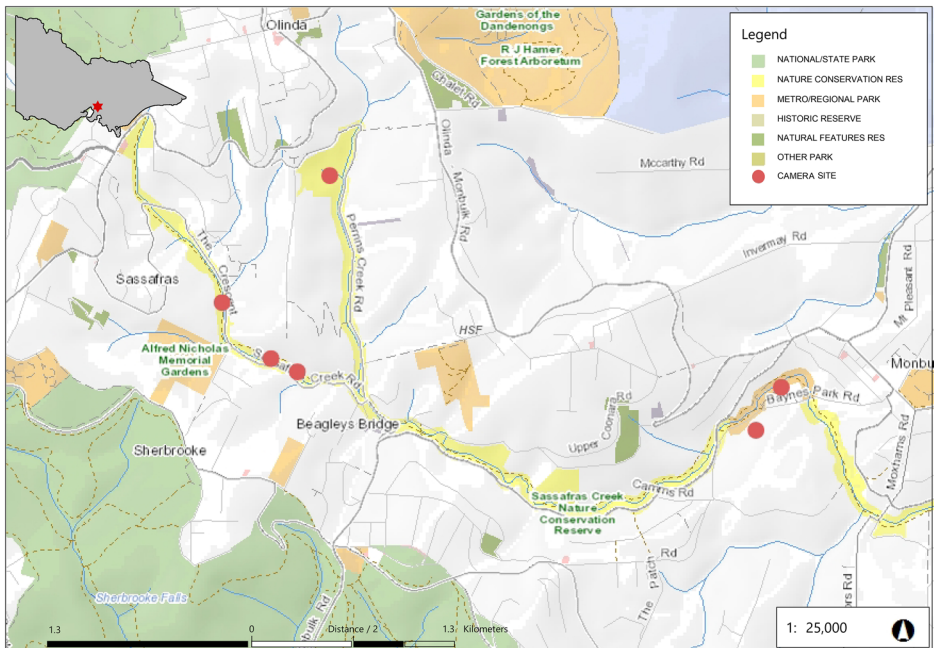 Olinda
Gardens of the
Dandenongs
R J Hamer
Forest Arboretum
Chalet Rd
Legend
NATIONAL/STATE PARK
NATURE CONSERVATION RES
METRO/REGIONAL PARK
HISTORIC RESERVE
NATURAL FEATURES RES
OTHER PARK
CAMERA SITE
Olinda Monbulk Rd
Mccarthy Rd
Perrins Creek Rd
The Crescent
Invermay Rd
Mt Pleasant Rd
Sassafras
HSF
Alfred Nicholas
Memorial
Gardens
Creek Rd
Monbu
Baynes Park Rd
Upper Coonara Rd
Beagleys Bridge
Sherbrooke
Moxhams Rd
Camms Rd
Sassafras Creek
Nature
Conservation
Reserve
The Patch Rd
Sherbrooke Falls
bulk Rd
ors Rd
1.3
0
Distance / 2
1.3
Kilometers
1: 25,000